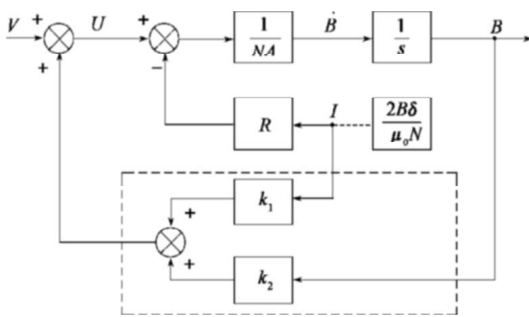 V + U + 1/NA Ḃ 1/s B
+ −
R I 2Bδ/μ₀N
k₁
+
+
k₂